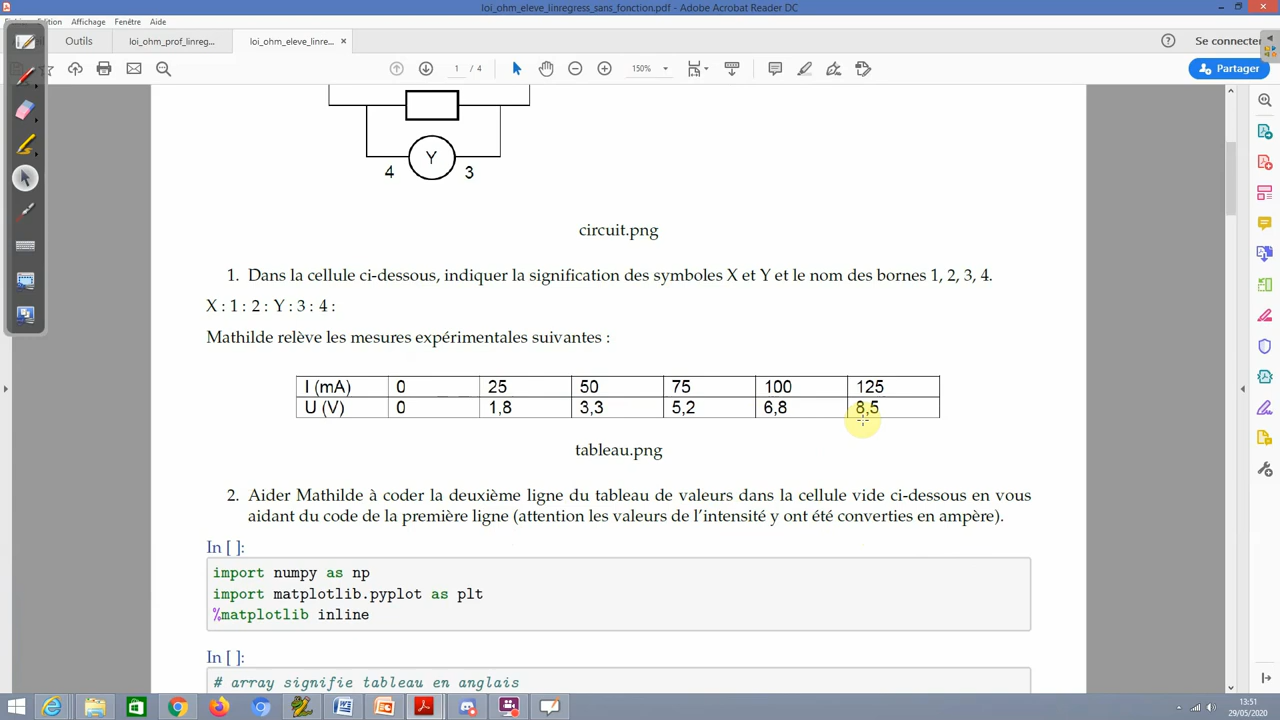 loi_ohm_eleve_linregress_sans_fonction.pdf - Adobe Acrobat Reader DC
Edition Affichage Fenêtre Aide
Outils
loi_ohm_prof_linregr...
loi_ohm_eleve_linre... ×
Se connecter
1 / 4
150%
Partager
Y
4 3
circuit.png
1. Dans la cellule ci-dessous, indiquer la signification des symboles X et Y et le nom des bornes 1, 2, 3, 4.
X : 1 : 2 : Y : 3 : 4 :
Mathilde relève les mesures expérimentales suivantes :
I (mA) 0 25 50 75 100 125
U (V) 0 1,8 3,3 5,2 6,8 8,5
tableau.png
2. Aider Mathilde à coder la deuxième ligne du tableau de valeurs dans la cellule vide ci-dessous en vous
aidant du code de la première ligne (attention les valeurs de l'intensité y ont été converties en ampère).
In [ ]:
import numpy as np
import matplotlib.pyplot as plt
%matplotlib inline
In [ ]:
# array signifie tableau en anglais
13:51
29/05/2020